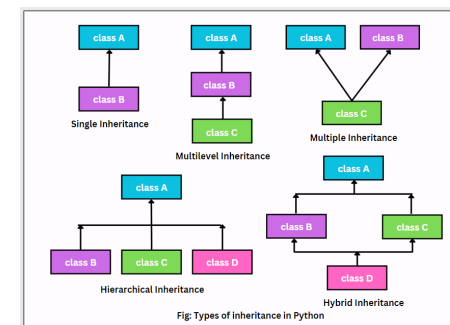 class A
class B
Single Inheritance
class A
class B
class C
Multilevel Inheritance
class A
class B
class C
Multiple Inheritance
class A
class B
class C
class D
Hierarchical Inheritance
class A
class B
class C
class D
Hybrid Inheritance
Fig: Types of inheritance in Python